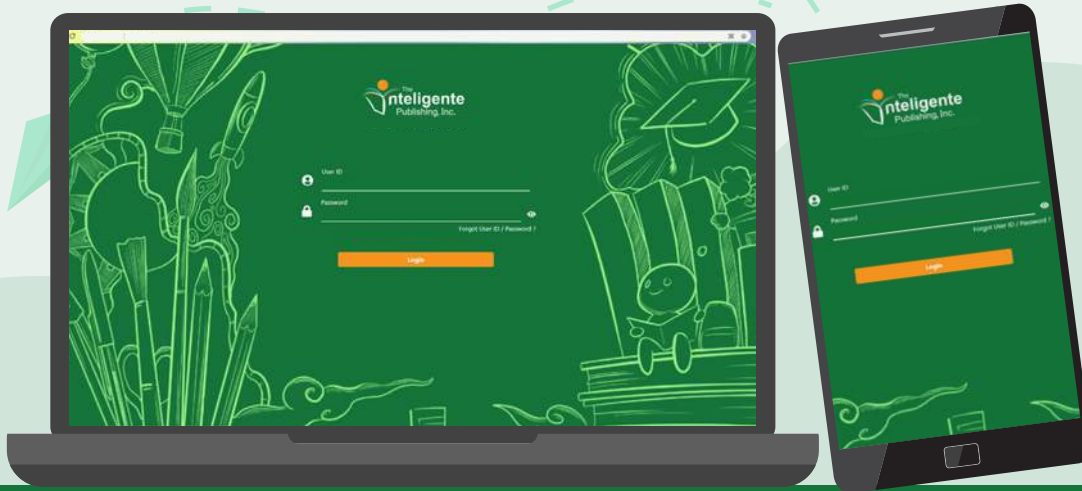 The
nteligente
Publishing, Inc.
User ID
Password
Forgot User ID / Password ?
Login
The
nteligente
Publishing, Inc.
User ID
Password
Forgot User ID / Password ?
Login